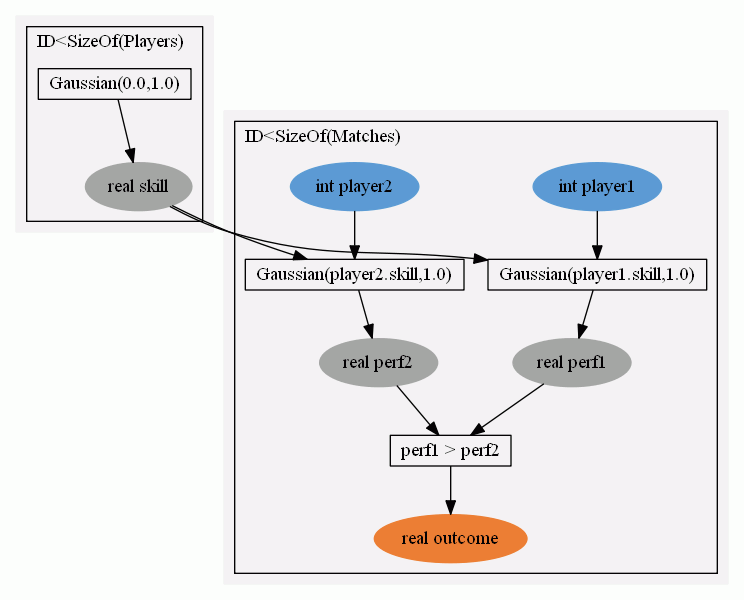 ID<SizeOf(Players)
Gaussian(0.0,1.0)
real skill
ID<SizeOf(Matches)
int player2
int player1
Gaussian(player2.skill,1.0)
Gaussian(player1.skill,1.0)
real perf2
real perf1
perf1 > perf2
real outcome